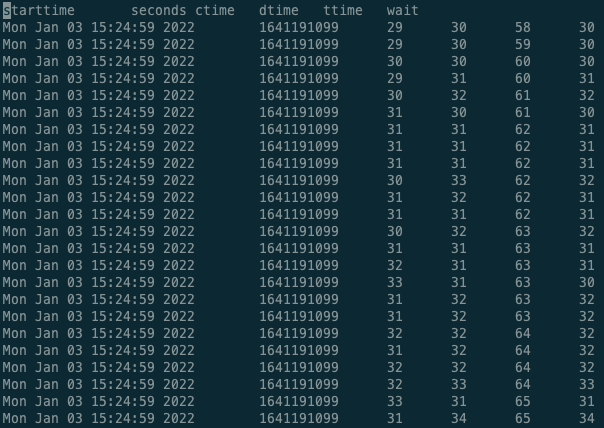 starttime seconds ctime dtime ttime wait
Mon Jan 03 15:24:59 2022 1641191099 29 30 58 30
Mon Jan 03 15:24:59 2022 1641191099 29 30 59 30
Mon Jan 03 15:24:59 2022 1641191099 30 30 60 30
Mon Jan 03 15:24:59 2022 1641191099 29 31 60 31
Mon Jan 03 15:24:59 2022 1641191099 30 32 61 32
Mon Jan 03 15:24:59 2022 1641191099 31 30 61 30
Mon Jan 03 15:24:59 2022 1641191099 31 31 62 31
Mon Jan 03 15:24:59 2022 1641191099 31 31 62 31
Mon Jan 03 15:24:59 2022 1641191099 31 31 62 31
Mon Jan 03 15:24:59 2022 1641191099 30 33 62 32
Mon Jan 03 15:24:59 2022 1641191099 31 32 62 31
Mon Jan 03 15:24:59 2022 1641191099 31 31 62 31
Mon Jan 03 15:24:59 2022 1641191099 30 32 63 32
Mon Jan 03 15:24:59 2022 1641191099 31 31 63 31
Mon Jan 03 15:24:59 2022 1641191099 32 31 63 31
Mon Jan 03 15:24:59 2022 1641191099 33 31 63 30
Mon Jan 03 15:24:59 2022 1641191099 31 32 63 32
Mon Jan 03 15:24:59 2022 1641191099 31 32 63 32
Mon Jan 03 15:24:59 2022 1641191099 32 32 64 32
Mon Jan 03 15:24:59 2022 1641191099 31 32 64 32
Mon Jan 03 15:24:59 2022 1641191099 32 32 64 32
Mon Jan 03 15:24:59 2022 1641191099 32 33 64 33
Mon Jan 03 15:24:59 2022 1641191099 33 31 65 31
Mon Jan 03 15:24:59 2022 1641191099 31 34 65 34